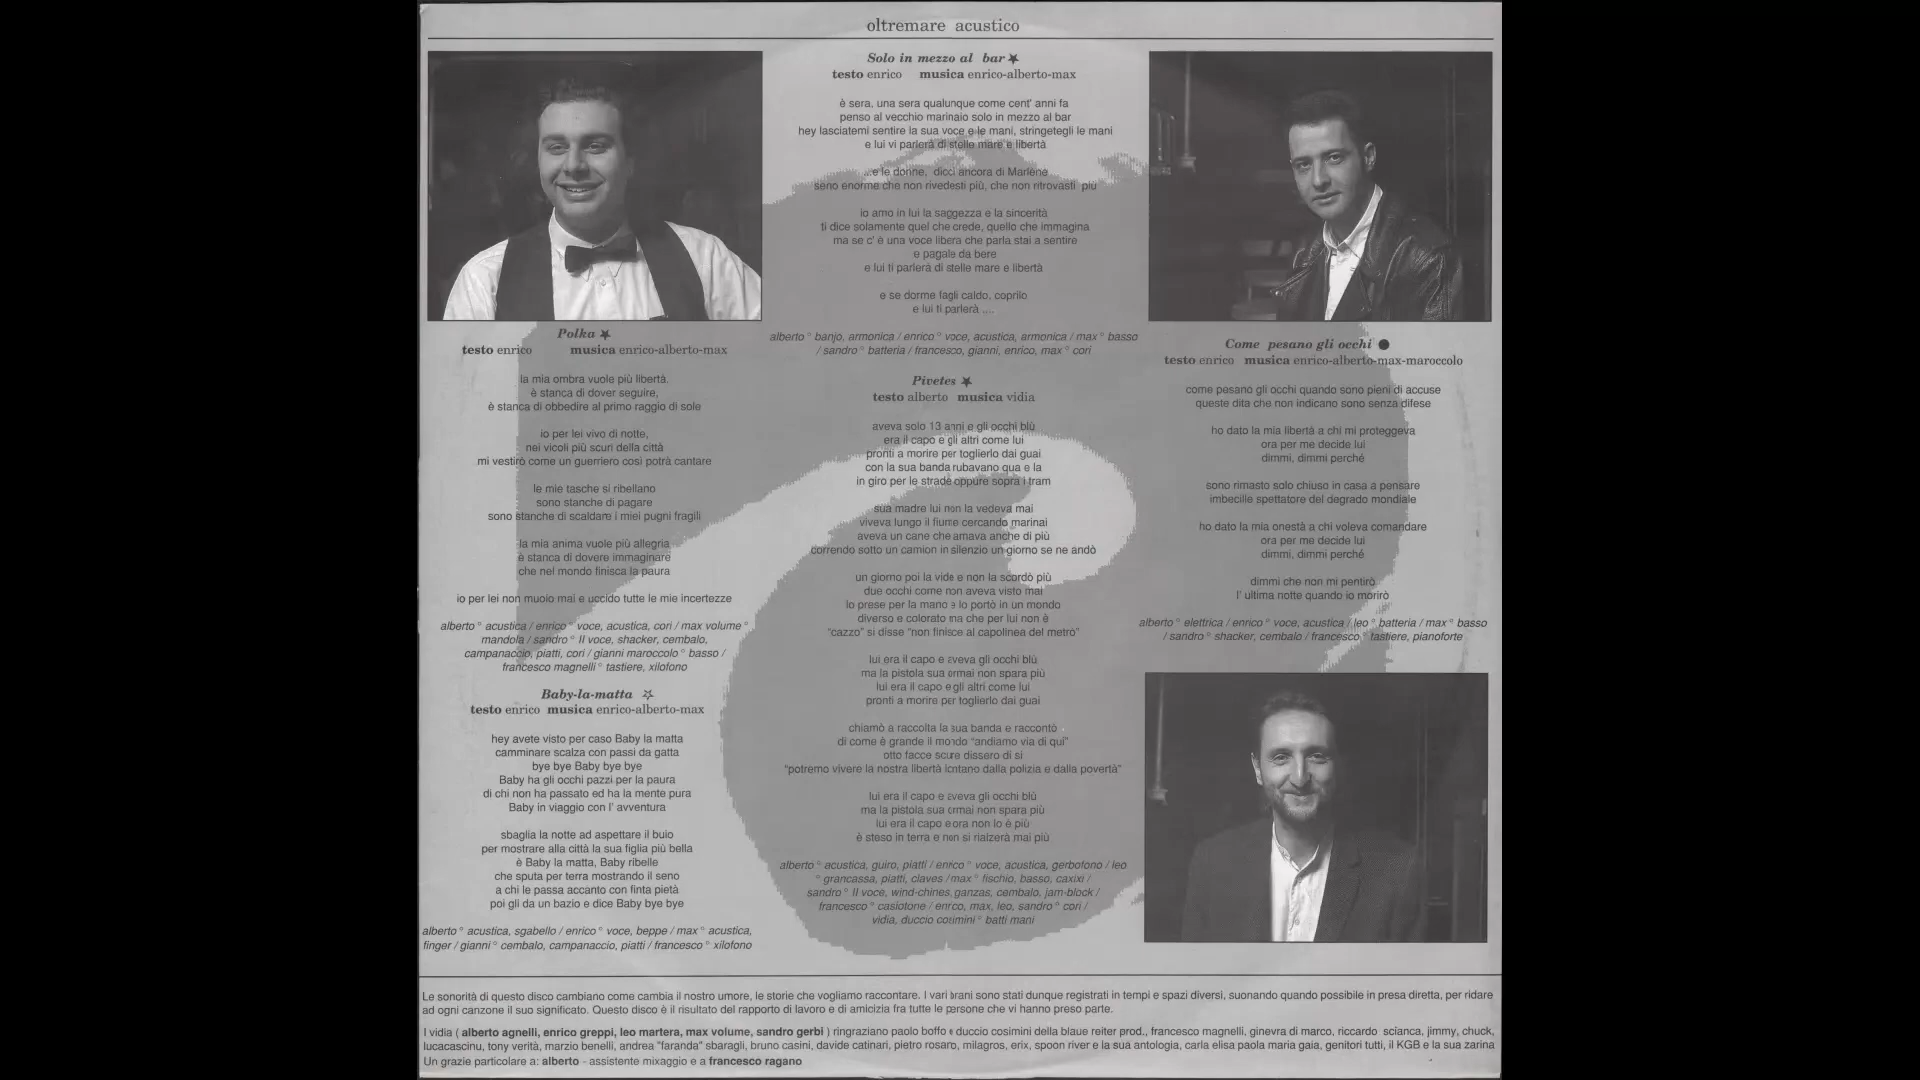 oltremare acustico
Solo in mezzo al bar
testo enrico musica enrico-alberto-max
è sera, una sera qualunque come cent' anni fa
penso al vecchio marinaio solo in mezzo al bar
hey lasciatemi sentire la sua voce e le mani, stringetegli le mani
e lui vi parlerà di stelle mare e libertà
...e le donne, dicci ancora di Marlène
seno enorme che non rivedesti più, che non ritrovasti più
io amo in lui la saggezza e la sincerità
ti dice solamente quel che crede, quello che immagina
ma se c' è una voce libera che parla stai a sentire
e pagale da bere
e lui ti parlerà di stelle mare e libertà
e se dorme fagli caldo, coprilo
e lui ti parlerà ....
alberto ° banjo, armonica / enrico ° voce, acustica, armonica / max ° basso
/ sandro ° batteria / francesco, gianni, enrico, max ° cori
Polka
testo enrico musica enrico-alberto-max
la mia ombra vuole più libertà.
è stanca di dover seguire,
è stanca di obbedire al primo raggio di sole
io per lei vivo di notte,
nei vicoli più scuri della città
mi vestirò come un guerriero così potrà cantare
le mie tasche si ribellano
sono stanche di pagare
sono stanche di scaldare i miei pugni fragili
la mia anima vuole più allegria
è stanca di dovere immaginare
che nel mondo finisca la paura
io per lei non muoio mai e uccido tutte le mie incertezze
alberto ° acustica / enrico ° voce, acustica, cori / max volume °
mandola / sandro ° II voce, shacker, cembalo,
campanaccio, piatti, cori / gianni maroccolo ° basso /
francesco magnelli ° tastiere, xilofono
Baby-la-matta
testo enrico musica enrico-alberto-max
hey avete visto per caso Baby la matta
camminare scalza con passi da gatta
bye bye Baby bye bye
Baby ha gli occhi pazzi per la paura
di chi non ha passato ed ha la mente pura
Baby in viaggio con l' avventura
sbaglia la notte ad aspettare il buio
per mostrare alla città la sua figlia più bella
è Baby la matta, Baby ribelle
che sputa per terra mostrando il seno
a chi le passa accanto con finta pietà
poi gli da un bazio e dice Baby bye bye
alberto ° acustica, sgabello / enrico ° voce, beppe / max ° acustica,
finger / gianni ° cembalo, campanaccio, piatti / francesco ° xilofono
Pivetes
testo alberto musica vidia
aveva solo 13 anni e gli occhi blù
era il capo e gli altri come lui
pronti a morire per toglierlo dai guai
con la sua banda rubavano qua e la
in giro per le strade oppure sopra i tram
sua madre lui non la vedeva mai
viveva lungo il fiume cercando marinai
aveva un cane che amava anche di più
correndo sotto un camion in silenzio un giorno se ne andò
un giorno poi la vide e non la scordò più
due occhi come non aveva visto mai
lo prese per la mano e lo portò in un mondo
diverso e colorato ma che per lui non è
"cazzo" si disse "non finisce al capolinea del metrò"
lui era il capo e aveva gli occhi blù
ma la pistola sua ormai non spara più
lui era il capo e gli altri come lui
pronti a morire per toglierlo dai guai
chiamò a raccolta la sua banda e raccontò
di come è grande il mondo "andiamo via di qui"
otto facce scure dissero di si
"potremo vivere la nostra libertà lontano dalla polizia e dalla povertà"
lui era il capo e aveva gli occhi blù
ma la pistola sua ormai non spara più
lui era il capo e ora non lo è più
è steso in terra e non si rialzerà mai più
alberto ° acustica, guiro, piatti / enrico ° voce, acustica, gerbofono / leo
° grancassa, piatti, claves / max ° fischio, basso, caxixi /
sandro ° II voce, wind-chines, ganzas, cembalo, jam-block /
francesco ° casiotone / enrico, max, leo, sandro ° cori /
vidia, duccio cosimini ° batti mani
Come pesano gli occhi
testo enrico musica enrico-alberto-max-maroccolo
come pesano gli occhi quando sono pieni di accuse
queste dita che non indicano sono senza difese
ho dato la mia libertà a chi mi proteggeva
ora per me decide lui
dimmi, dimmi perché
sono rimasto solo chiuso in casa a pensare
imbecille spettatore del degrado mondiale
ho dato la mia onestà a chi voleva comandare
ora per me decide lui
dimmi, dimmi perché
dimmi che non mi pentirò
l' ultima notte quando io morirò
alberto ° elettrica / enrico ° voce, acustica / leo ° batteria / max ° basso
/ sandro ° shacker, cembalo / francesco ° tastiere, pianoforte
Le sonorità di questo disco cambiano come cambia il nostro umore, le storie che vogliamo raccontare. I vari brani sono stati dunque registrati in tempi e spazi diversi, suonando quando possibile in presa diretta, per ridare
ad ogni canzone il suo significato. Questo disco è il risultato del rapporto di lavoro e di amicizia fra tutte le persone che vi hanno preso parte.
I vidia ( alberto agnelli, enrico greppi, leo martera, max volume, sandro gerbi ) ringraziano paolo boffo e duccio cosimini della blaue reiter prod., francesco magnelli, ginevra di marco, riccardo scianca, jimmy, chuck,
lucacascinu, tony verità, marzio benelli, andrea "faranda" sbaragli, bruno casini, davide catinari, pietro rosaro, milagros, erix, spoon river e la sua antologia, carla elisa paola maria gaia, genitori tutti, il KGB e la sua zarina
Un grazie particolare a: alberto - assistente mixaggio e a francesco ragano